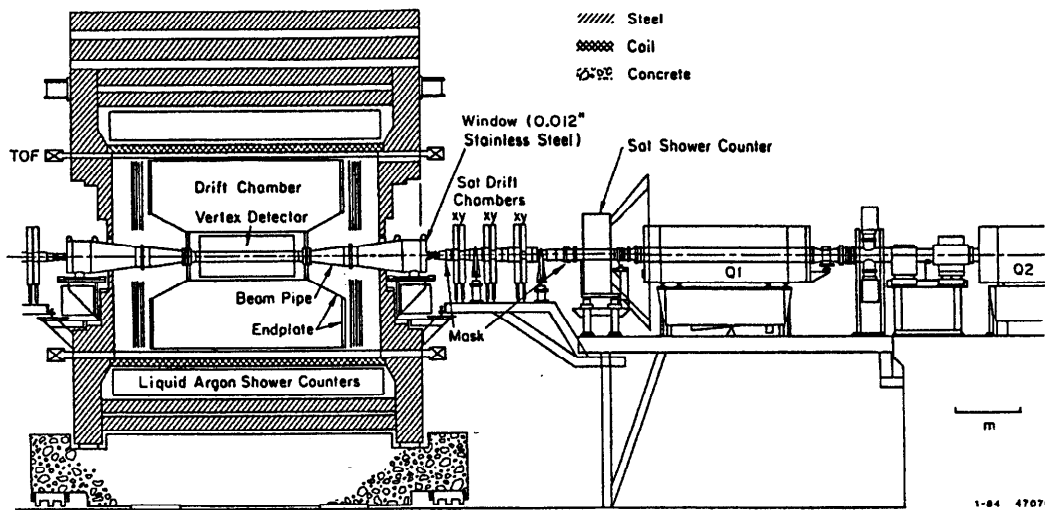 Steel
Coil
Concrete
Window (0.012"
Stainless Steel)
Sat Shower Counter
TOF
Drift Chamber
Vertex Detector
Sat Drift
Chambers
xy xy xy
Q1
Q2
Beam Pipe
Endplate
Mask
Liquid Argon Shower Counters
m
1-84 4707